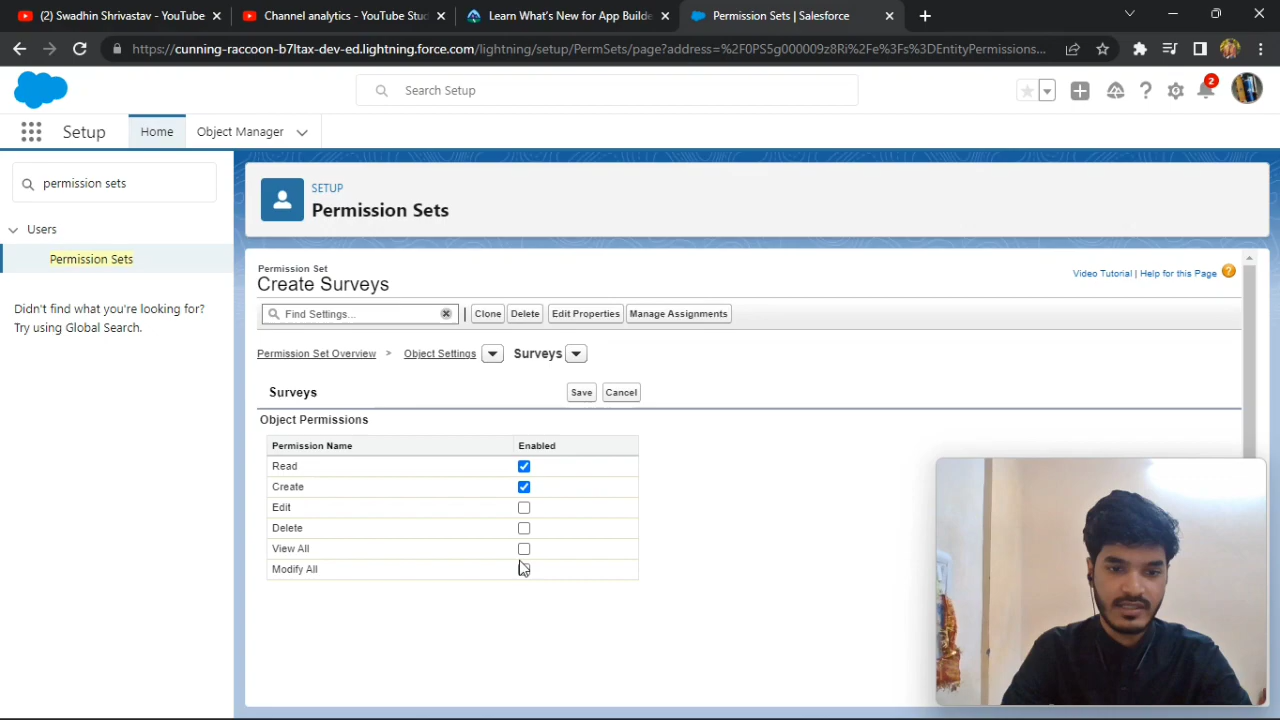 (2) Swadhin Shrivastav - YouTube
Channel analytics - YouTube Stud
Learn What's New for App Builde
Permission Sets | Salesforce
https://cunning-raccoon-b7ltax-dev-ed.lightning.force.com/lightning/setup/PermSets/page?address=%2F0PS5g000009z8Ri%2Fe%3Fs%3DEntityPermissions...
Search Setup
2
Setup
Home
Object Manager
permission sets
Users
Permission Sets
Didn't find what you're looking for?
Try using Global Search.
SETUP
Permission Sets
Permission Set
Create Surveys
Video Tutorial | Help for this Page
Find Settings...
Clone
Delete
Edit Properties
Manage Assignments
Permission Set Overview > Object Settings Surveys
Surveys
Save
Cancel
Object Permissions
Permission Name Enabled
Read
Create
Edit
Delete
View All
Modify All